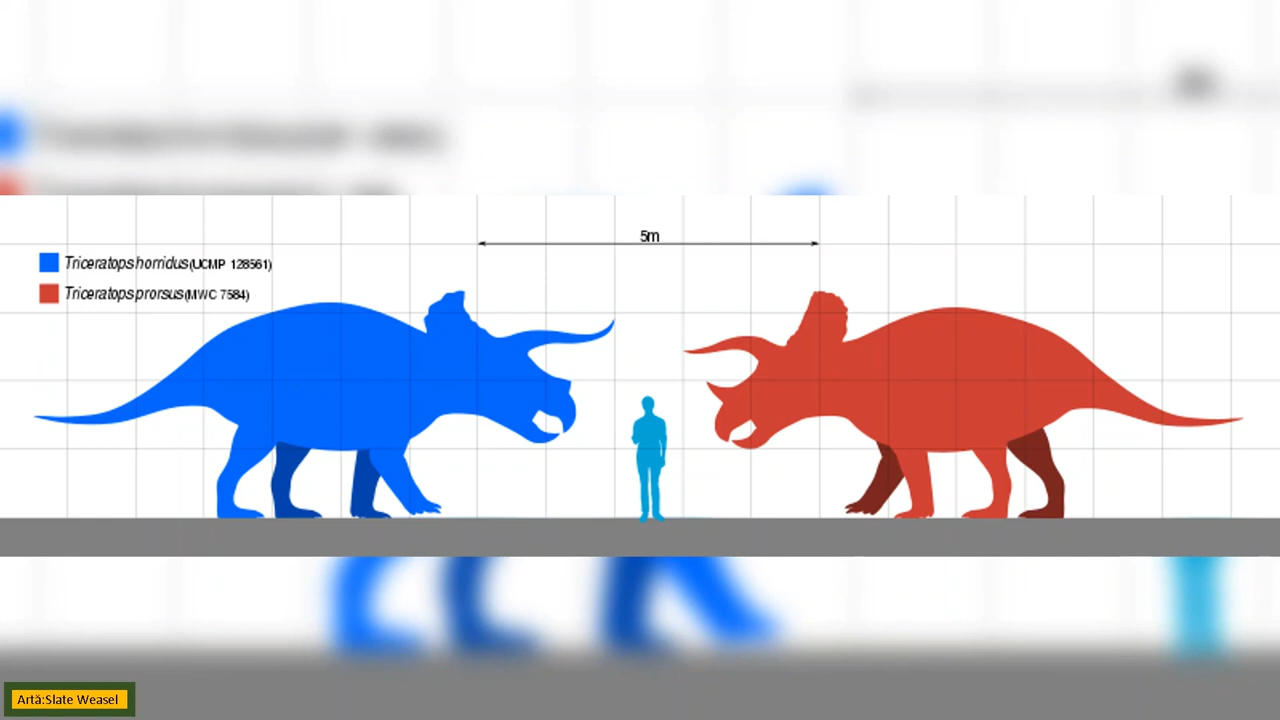 5m
Triceratops horridus (UCMP 128561)
Triceratops prorsus (MWC 7584)
Artă:Slate Weasel